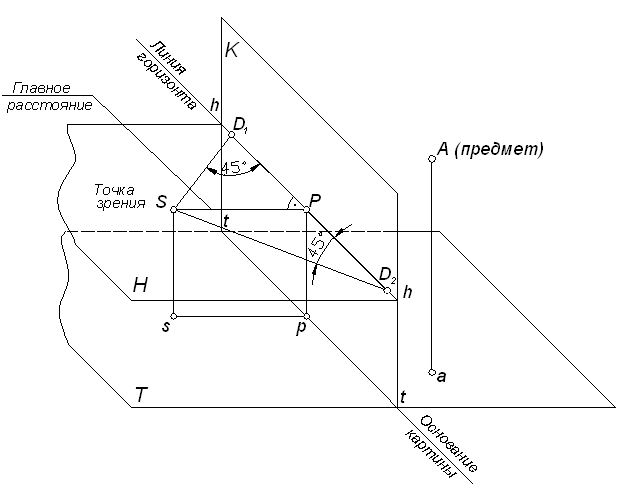 Линия
горизонта
K
Главное
расстояние
h
D1
45°
A (предмет)
Точка
зрения
S
P
t
45°
D2
H
h
s
p
a
T
t
Основание
картины